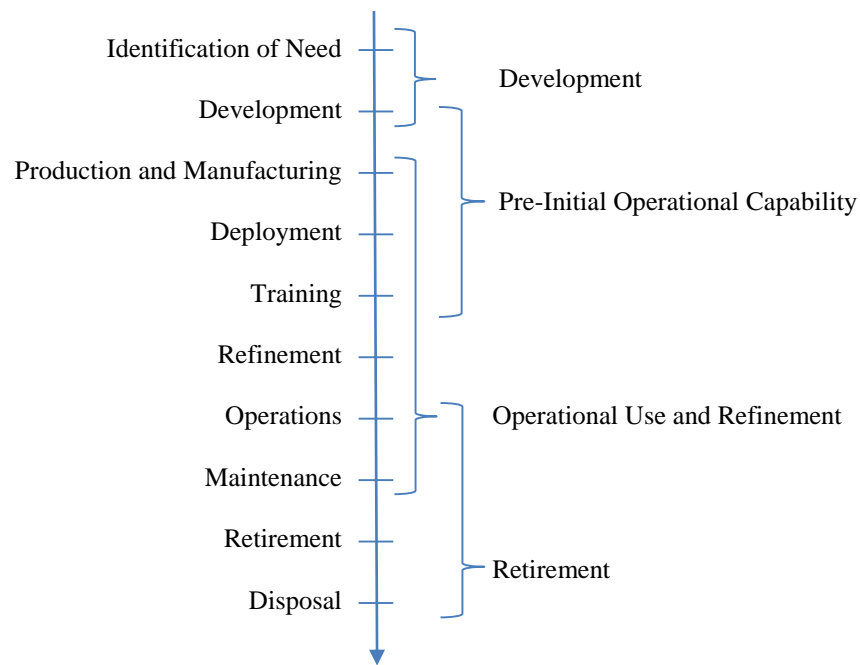 Identification of Need
Development
Development
Production and Manufacturing
Pre-Initial Operational Capability
Deployment
Training
Refinement
Operations
Operational Use and Refinement
Maintenance
Retirement
Retirement
Disposal